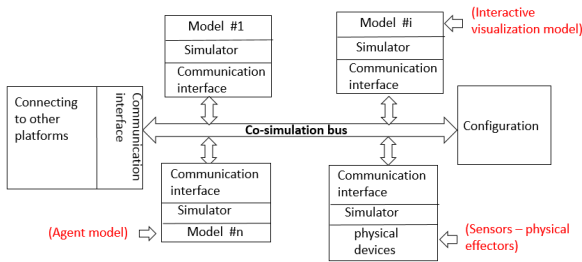 Model #1
Simulator
Communication
interface
Model #i
Simulator
Communication
interface
(Interactive
visualization model)
Connecting
to other
platforms
Communication
interface
Co-simulation bus
Configuration
Communication
interface
Simulator
Model #n
(Agent model)
Communication
interface
Simulator
physical
devices
(Sensors – physical
effectors)